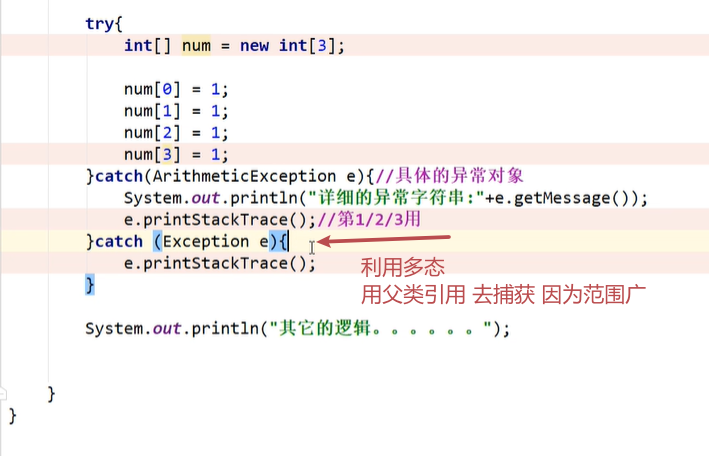 try{
int[] num = new int[3];
num[0] = 1;
num[1] = 1;
num[2] = 1;
num[3] = 1;
}catch(ArithmeticException e){//具体的异常对象
System.out.println("详细的异常字符串:"+e.getMessage());
e.printStackTrace();//第1/2/3用
}catch (Exception e){
e.printStackTrace();
利用多态
用父类引用 去捕获 因为范围广
}
System.out.println("其它的逻辑。。。。。。");
}
}